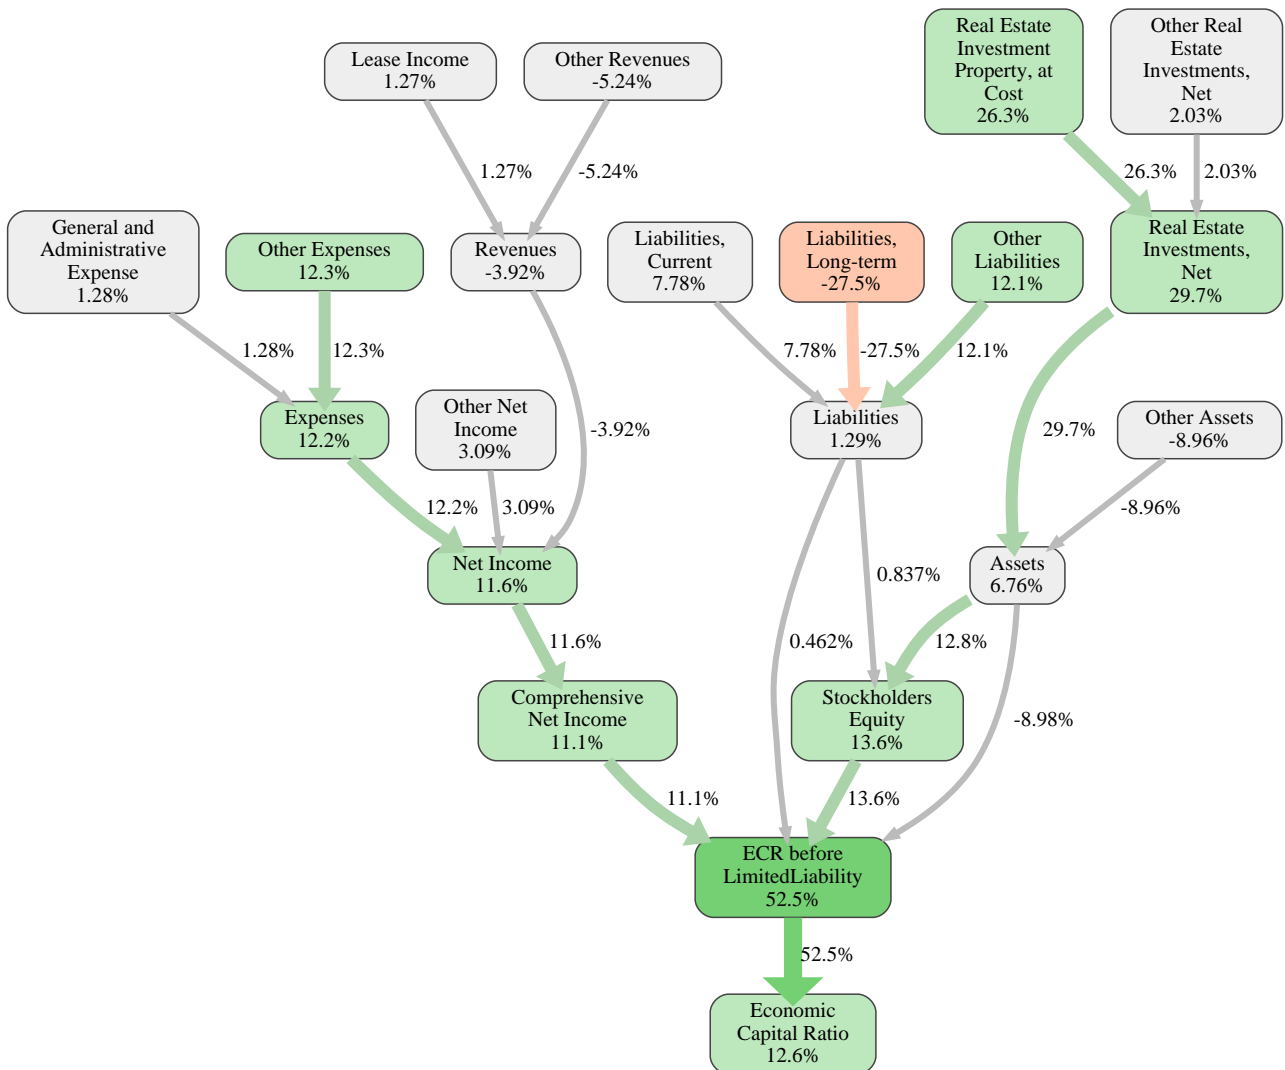 Real Estate
Investment
Property, at
Cost
26.3%
Other Real
Estate
Investments,
Net
2.03%
Lease Income
1.27%
Other Revenues
-5.24%
1.27%
-5.24%
26.3%
2.03%
General and
Administrative
Expense
1.28%
Other Expenses
12.3%
Revenues
-3.92%
Liabilities,
Current
7.78%
Liabilities,
Long-term
-27.5%
Other
Liabilities
12.1%
Real Estate
Investments,
Net
29.7%
1.28%
12.3%
7.78%
-27.5%
12.1%
Expenses
12.2%
Other Net
Income
3.09%
-3.92%
Liabilities
1.29%
29.7%
Other Assets
-8.96%
12.2%
3.09%
-8.96%
Net Income
11.6%
0.837%
Assets
6.76%
11.6%
0.462%
12.8%
Comprehensive
Net Income
11.1%
Stockholders
Equity
13.6%
-8.98%
11.1%
13.6%
ECR before
LimitedLiability
52.5%
52.5%
Economic
Capital Ratio
12.6%